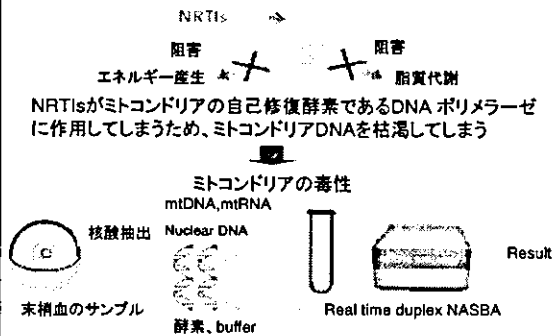 NRTIs
阻害
阻害
エネルギー産生
脂質代謝
NRTIsがミトコンドリアの自己修復酵素であるDNA ポリメラーゼ
に作用してしまうため、ミトコンドリアDNAを枯渇してしまう
ミトコンドリアの毒性
mtDNA,mtRNA
核酸抽出
Nuclear DNA
Result
末梢血のサンプル
Real time duplex NASBA
酵素、buffer